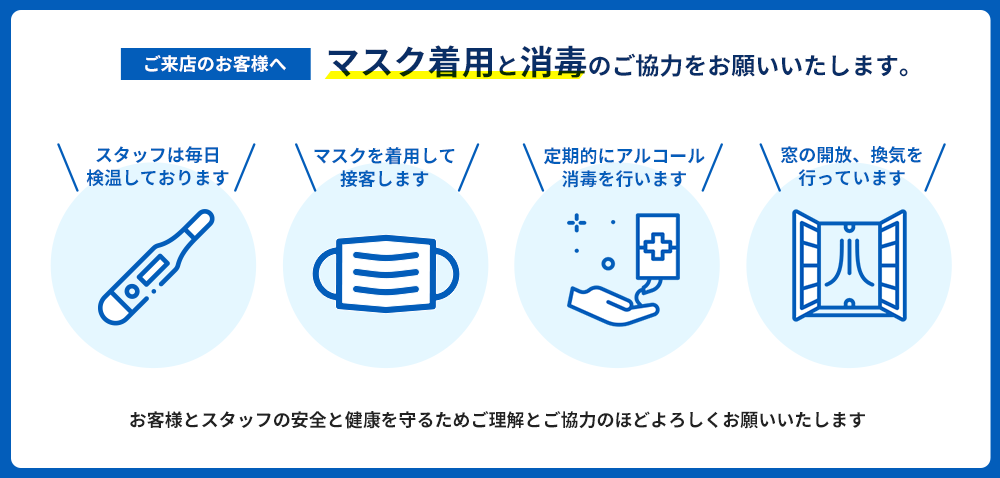 ご来店のお客様へ
マスク着用と消毒のご協力をお願いいたします。
スタッフは毎日
検温しております
マスクを着用して
接客します
定期的にアルコール
消毒を行います
窓の開放、換気を
行っています
お客様とスタッフの安全と健康を守るためご理解とご協力のほどよろしくお願いいたします